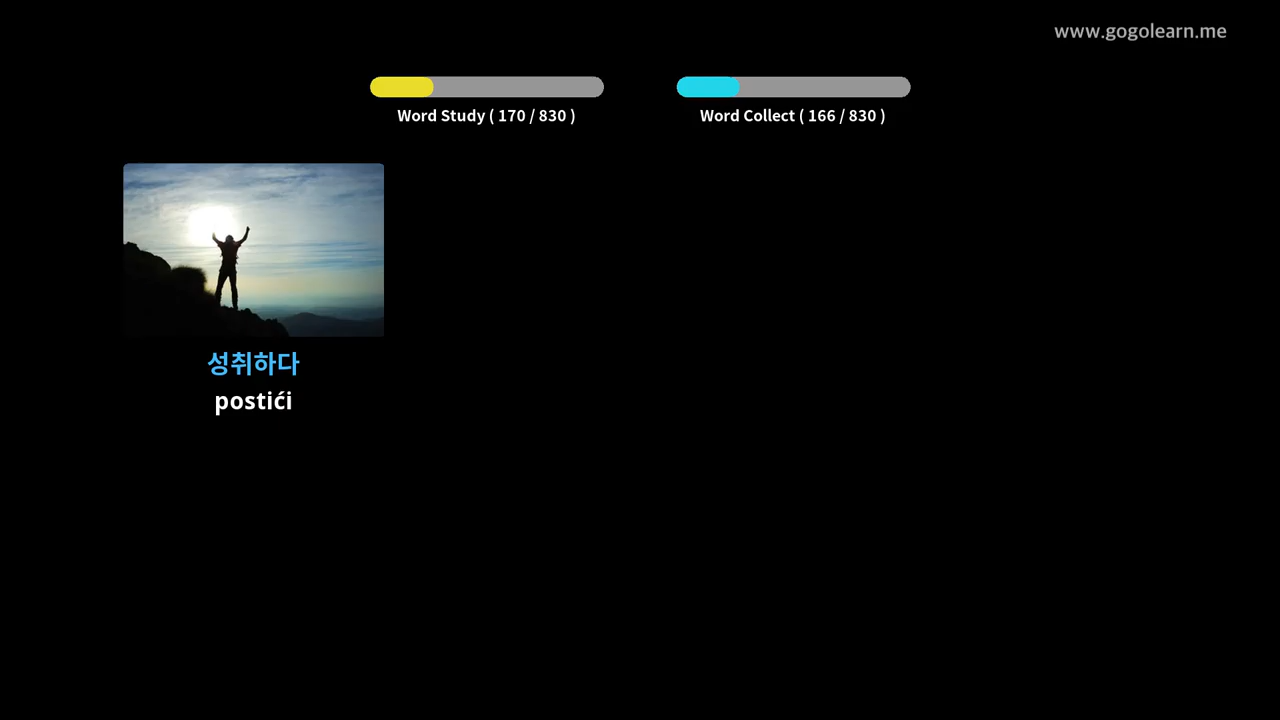 www.gogolearn.me
Word Study ( 170 / 830 )
Word Collect ( 166 / 830 )
성취하다
postići